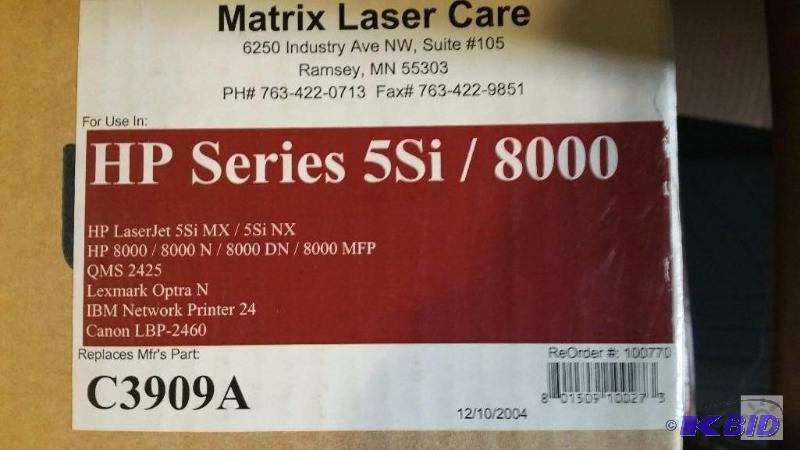 Matrix Laser Care
6250 Industry Ave NW, Suite #105
Ramsey, MN 55303
PH# 763-422-0713  Fax# 763-422-9851
For Use In:
HP Series 5Si / 8000
HP LaserJet 5Si MX / 5Si NX
HP 8000 / 8000 N / 8000 DN / 8000 MFP
QMS 2425
Lexmark Optra N
IBM Network Printer 24
Canon LBP-2460
Replaces Mfr's Part:
ReOrder #: 100770
C3909A
8 01509 10027 3
12/10/2004
© K BID